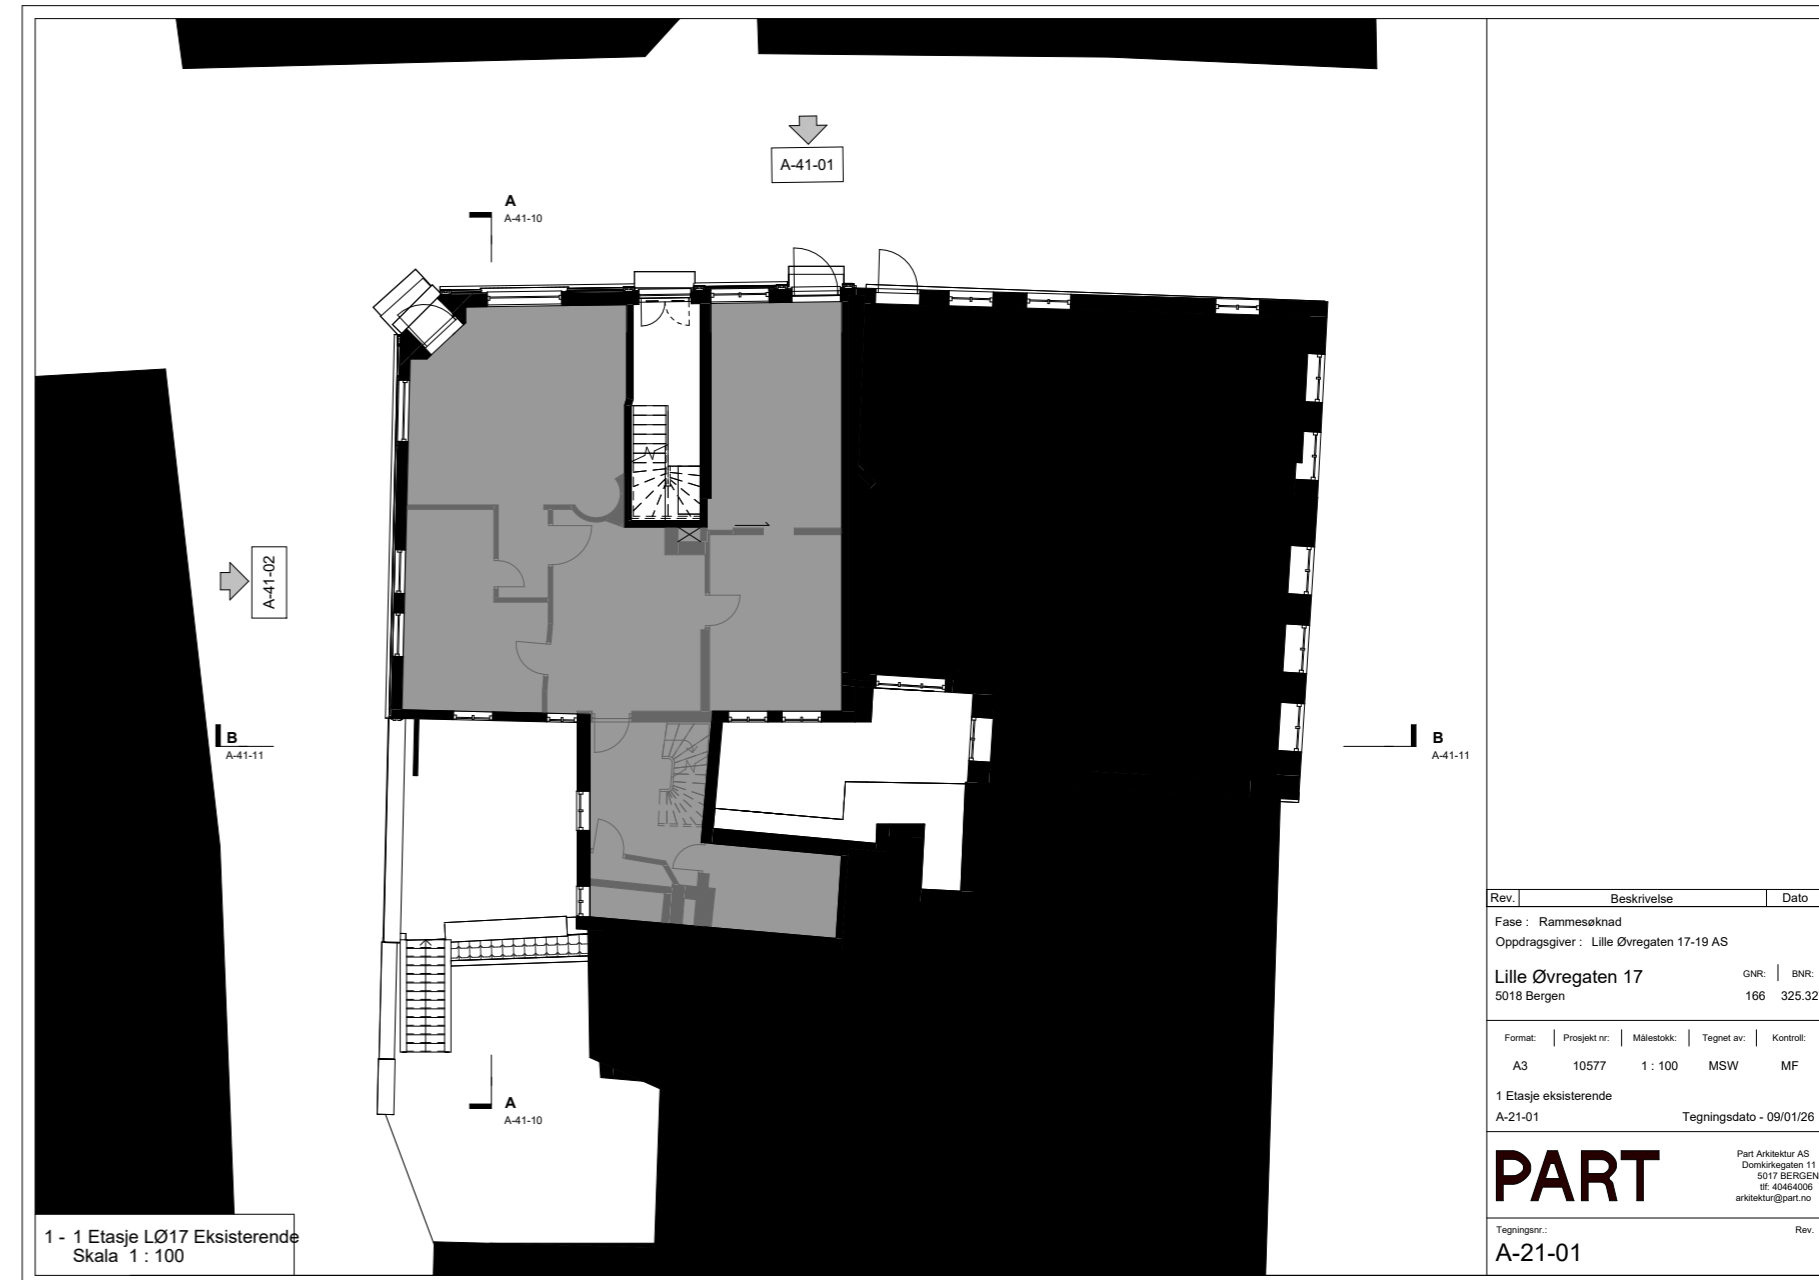 A-41-01
A
A-41-10
A-41-02
B
A-41-11
B
A-41-11
A
A-41-10
1 - 1 Etasje LØ17 Eksisterende
Skala 1 : 100
Rev. Beskrivelse Dato
Fase : Rammesøknad
Oppdragsgiver : Lille Øvregaten 17-19 AS
Lille Øvregaten 17 GNR: BNR:
5018 Bergen 166 325.32
Format: Prosjekt nr: Målestokk: Tegnet av: Kontroll:
A3 10577 1 : 100 MSW MF
1 Etasje eksisterende
A-21-01 Tegningsdato - 09/01/26
PART
Part Arkitektur AS
Domkirkegaten 11
5017 BERGEN
tlf: 40464006
arkitektur@part.no
Tegningsnr.: Rev.
A-21-01